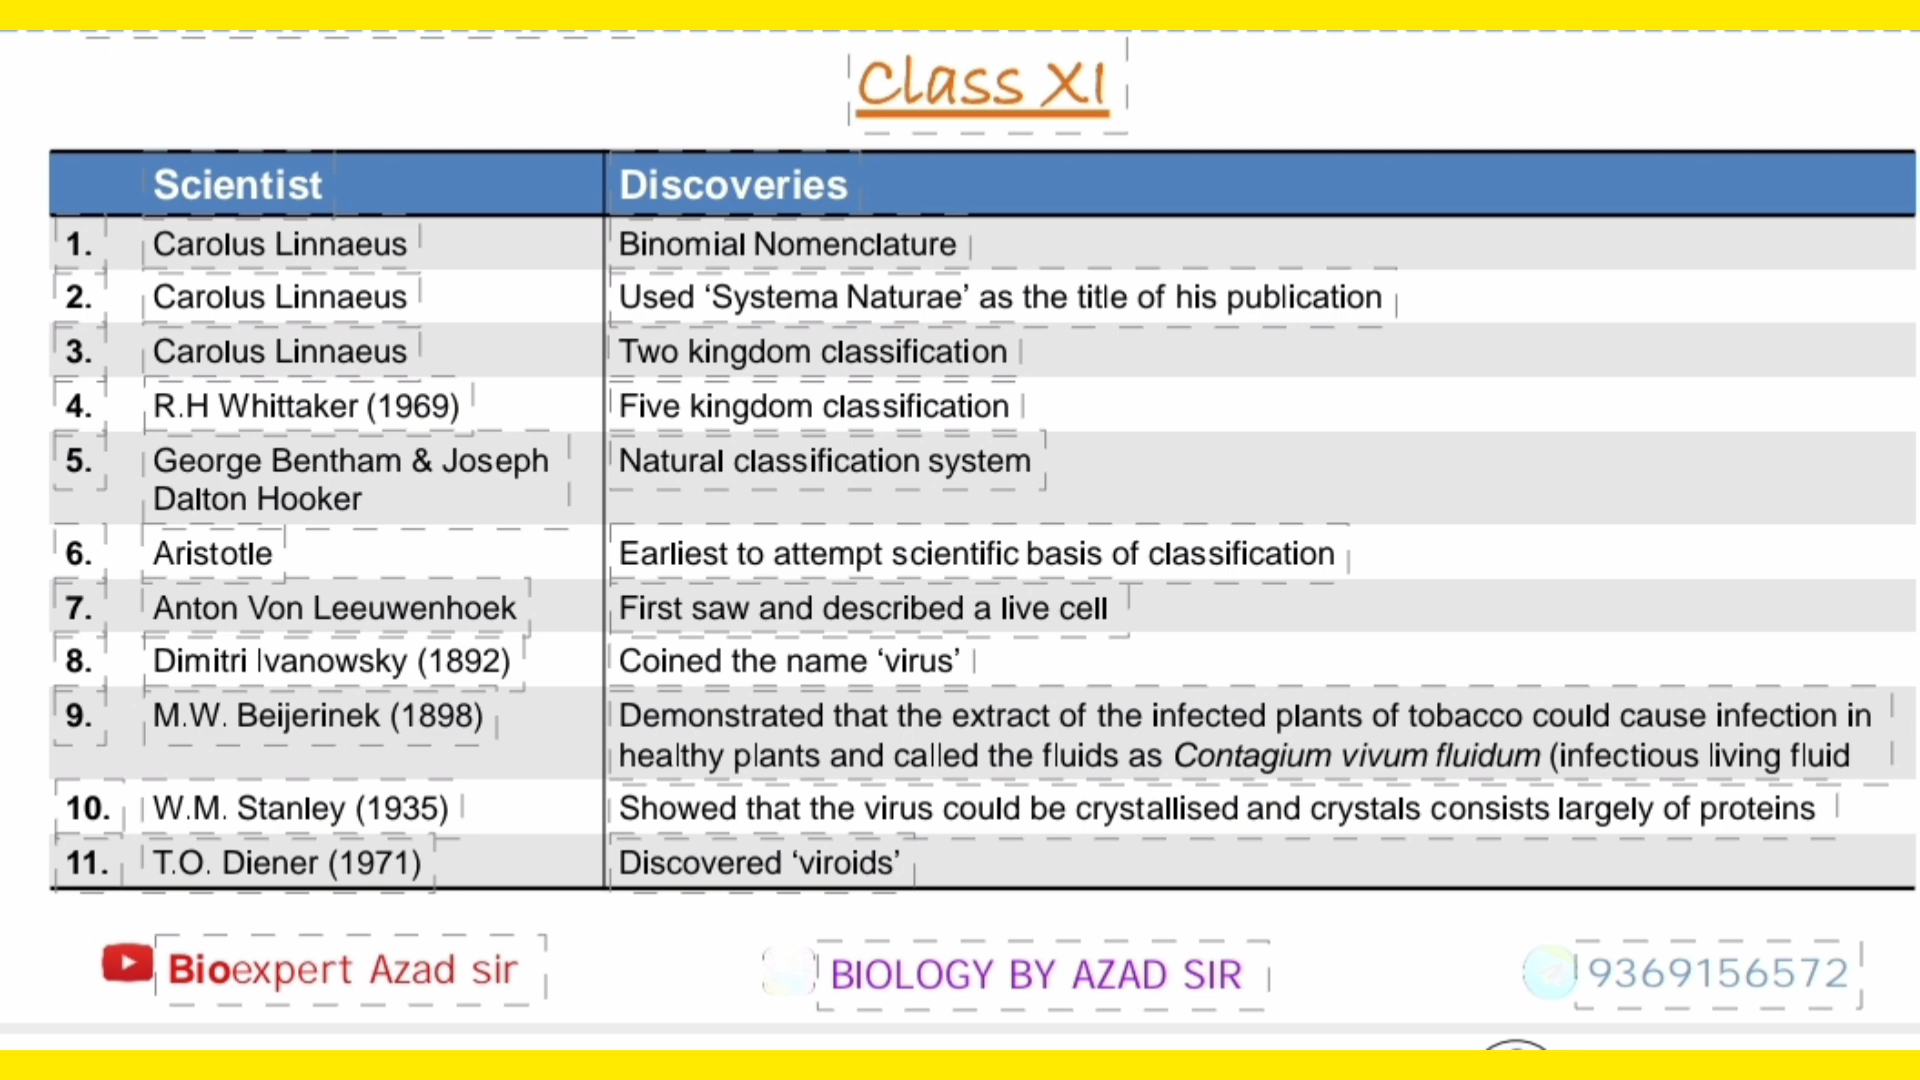 Class XI
Scientist Discoveries
1. Carolus Linnaeus Binomial Nomenclature
2. Carolus Linnaeus Used ‘Systema Naturae’ as the title of his publication
3. Carolus Linnaeus Two kingdom classification
4. R.H Whittaker (1969) Five kingdom classification
5. George Bentham & Joseph Natural classification system
Dalton Hooker
6. Aristotle Earliest to attempt scientific basis of classification
7. Anton Von Leeuwenhoek First saw and described a live cell
8. Dimitri Ivanowsky (1892) Coined the name ‘virus’
9. M.W. Beijerinek (1898) Demonstrated that the extract of the infected plants of tobacco could cause infection in
healthy plants and called the fluids as Contagium vivum fluidum (infectious living fluid
10. W.M. Stanley (1935) Showed that the virus could be crystallised and crystals consists largely of proteins
11. T.O. Diener (1971) Discovered ‘viroids’
Bioexpert Azad sir BIOLOGY BY AZAD SIR 9369156572